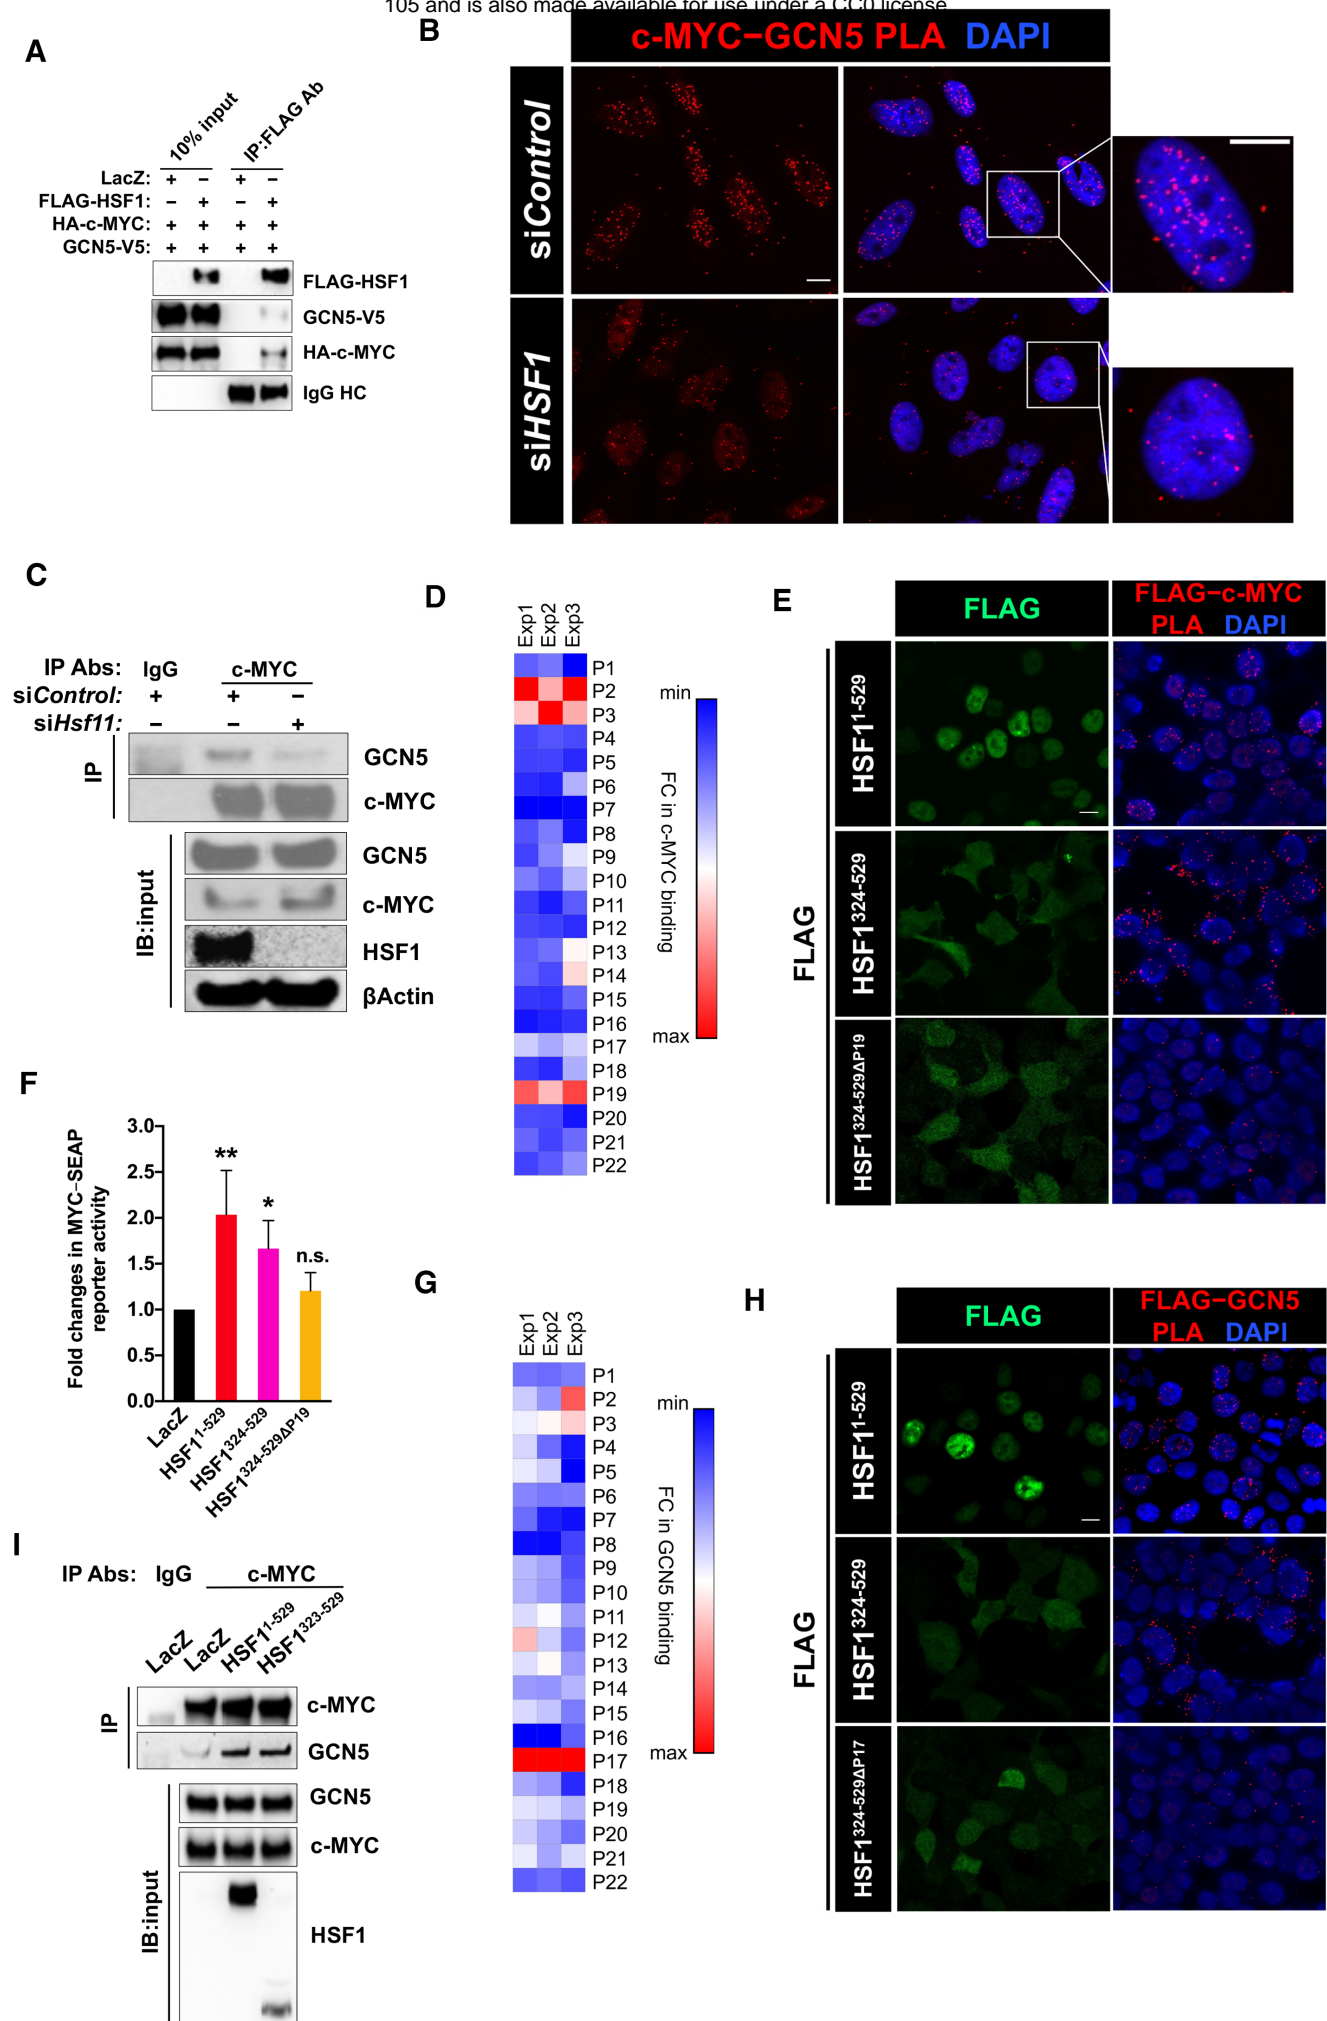 105 and is also made available for use under a CC0 license
A
10% input
IP:FLAG Ab
LacZ: + − + −
FLAG-HSF1: − + − +
HA-c-MYC: + + + +
GCN5-V5: + + + +
FLAG-HSF1
GCN5-V5
HA-c-MYC
IgG HC
B
c-MYC−GCN5 PLA DAPI
siControl
siHSF1
C
IP Abs: IgG c-MYC
siControl: + + −
siHsf11: − − +
IP
GCN5
c-MYC
IB:input
GCN5
c-MYC
HSF1
βActin
D
Exp1
Exp2
Exp3
P1
P2
P3
P4
P5
P6
P7
P8
P9
P10
P11
P12
P13
P14
P15
P16
P17
P18
P19
P20
P21
P22
min
FC in c-MYC binding
max
E
FLAG
FLAG−c-MYC
PLA DAPI
FLAG
HSF1¹⁻⁵²⁹
HSF1³²⁴⁻⁵²⁹
HSF1³²⁴⁻⁵²⁹ΔP19
F
Fold changes in MYC−SEAP
reporter activity
3.0
2.5
2.0
1.5
1.0
0.5
0.0
**
*
n.s.
LacZ
HSF1¹⁻⁵²⁹
HSF1³²⁴⁻⁵²⁹
HSF1³²⁴⁻⁵²⁹ΔP19
G
Exp1
Exp2
Exp3
P1
P2
P3
P4
P5
P6
P7
P8
P9
P10
P11
P12
P13
P14
P15
P16
P17
P18
P19
P20
P21
P22
min
FC in GCN5 binding
max
H
FLAG
FLAG−GCN5
PLA DAPI
FLAG
HSF1¹⁻⁵²⁹
HSF1³²⁴⁻⁵²⁹
HSF1³²⁴⁻⁵²⁹ΔP17
I
IP Abs: IgG c-MYC
LacZ
LacZ
HSF1¹⁻⁵²⁹
HSF1³²³⁻⁵²⁹
IP
c-MYC
GCN5
IB:input
GCN5
c-MYC
HSF1